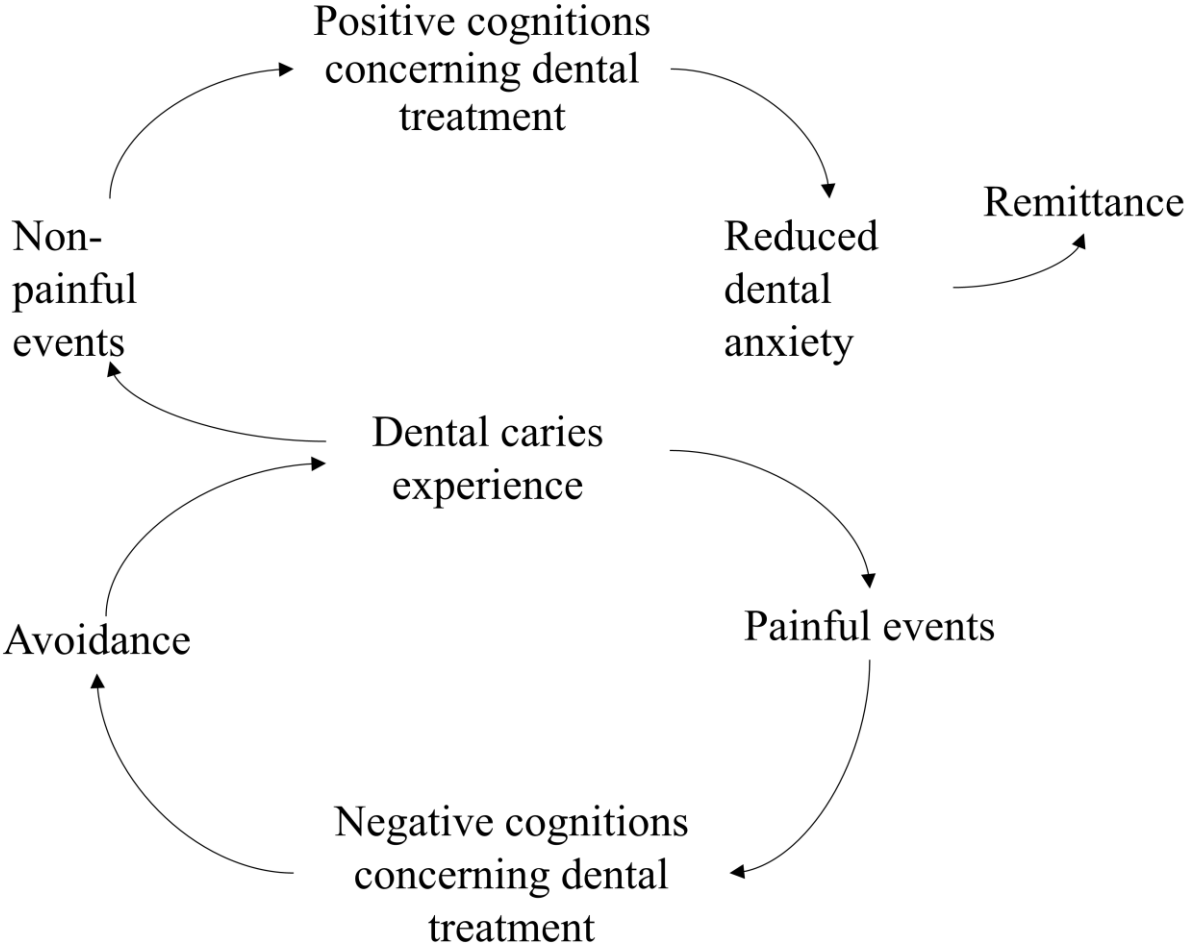 Positive cognitions
concerning dental
treatment
Remittance
Non-
painful
events
Reduced
dental
anxiety
Dental caries
experience
Avoidance
Painful events
Negative cognitions
concerning dental
treatment